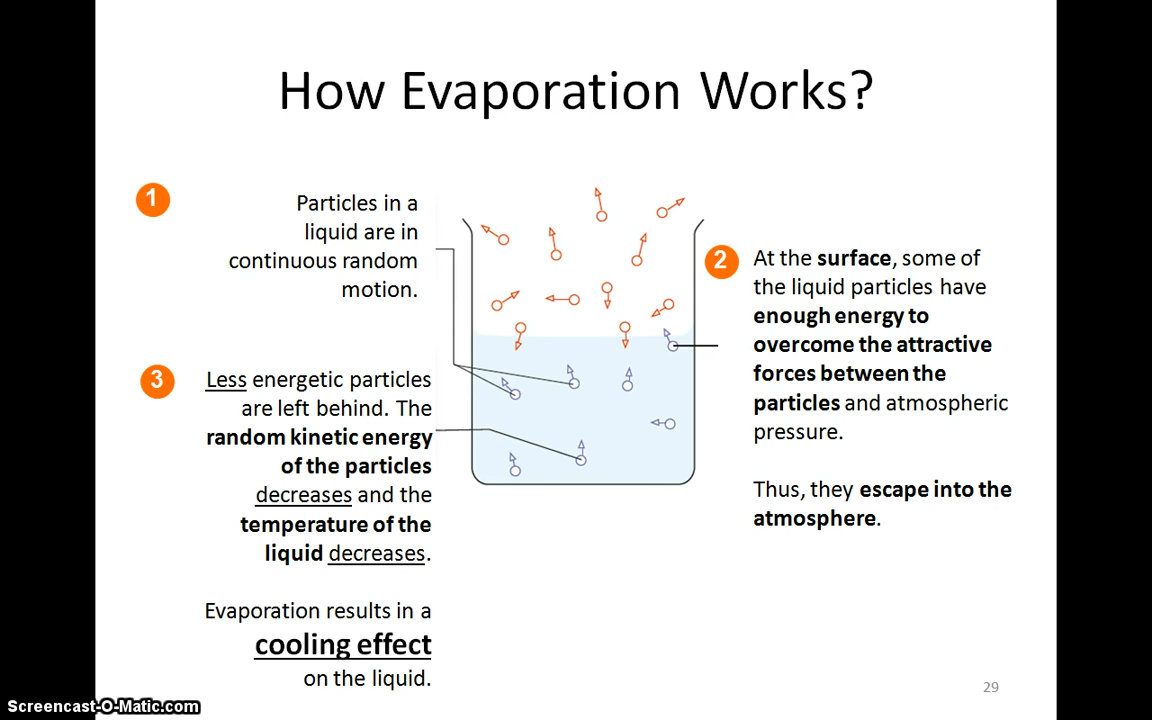 How Evaporation Works?
1
Particles in a
liquid are in
continuous random
motion.
2
At the surface, some of
the liquid particles have
enough energy to
overcome the attractive
forces between the
particles and atmospheric
pressure.
Thus, they escape into the
atmosphere.
3
Less energetic particles
are left behind. The
random kinetic energy
of the particles
decreases and the
temperature of the
liquid decreases.
Evaporation results in a
cooling effect
on the liquid.
29
Screencast-O-Matic.com